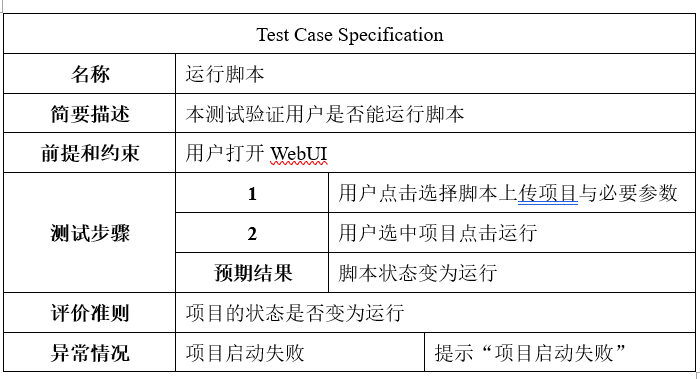 Test Case Specification
名称 运行脚本
简要描述 本测试验证用户是否能运行脚本
前提和约束 用户打开 WebUI
测试步骤 1 用户点击选择脚本上传项目与必要参数
2 用户选中项目点击运行
预期结果 脚本状态变为运行
评价准则 项目的状态是否变为运行
异常情况 项目启动失败 提示“项目启动失败”